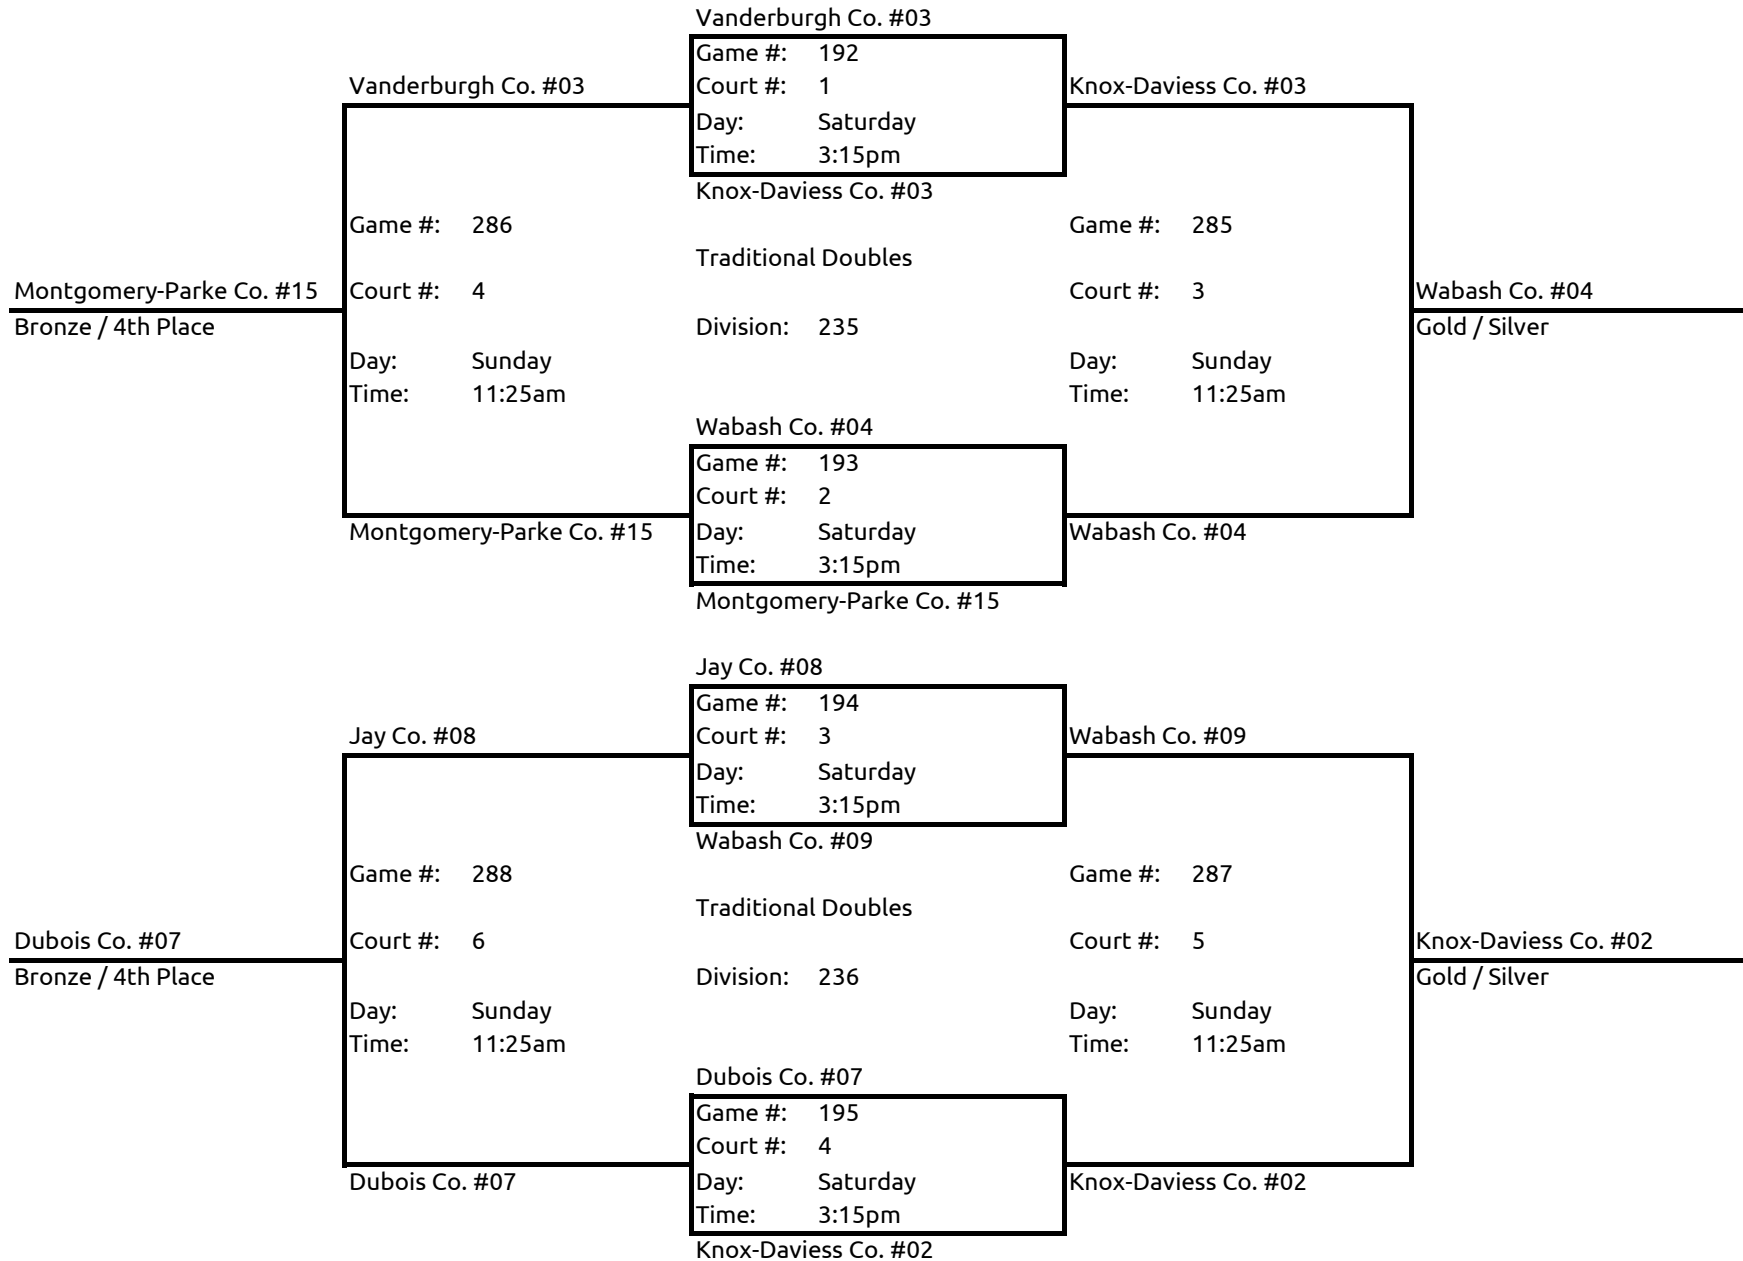 Vanderburgh Co. #03
Game #: 192
Vanderburgh Co. #03 Court #: 1 Knox-Daviess Co. #03
Day: Saturday
Time: 3:15pm
Knox-Daviess Co. #03
Game #: 286 Game #: 285
Traditional Doubles
Montgomery-Parke Co. #15 Court #: 4 Court #: 3 Wabash Co. #04
Bronze / 4th Place Division: 235 Gold / Silver
Day: Sunday Day: Sunday
Time: 11:25am Time: 11:25am
Wabash Co. #04
Game #: 193
Court #: 2
Montgomery-Parke Co. #15 Day: Saturday Wabash Co. #04
Time: 3:15pm
Montgomery-Parke Co. #15
Jay Co. #08
Game #: 194
Jay Co. #08 Court #: 3 Wabash Co. #09
Day: Saturday
Time: 3:15pm
Wabash Co. #09
Game #: 288 Game #: 287
Traditional Doubles
Dubois Co. #07 Court #: 6 Court #: 5 Knox-Daviess Co. #02
Bronze / 4th Place Division: 236 Gold / Silver
Day: Sunday Day: Sunday
Time: 11:25am Time: 11:25am
Dubois Co. #07
Game #: 195
Court #: 4
Dubois Co. #07 Day: Saturday Knox-Daviess Co. #02
Time: 3:15pm
Knox-Daviess Co. #02